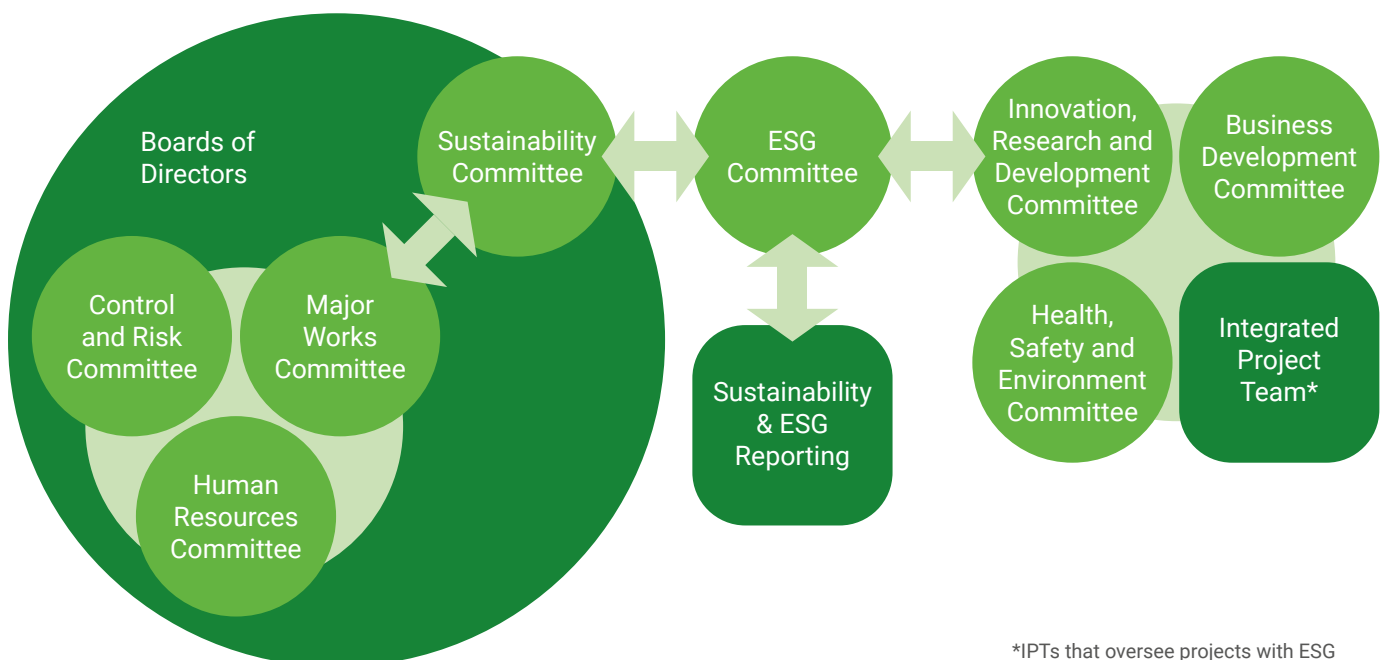 Boards of
Directors
Sustainability
Committee
ESG
Committee
Innovation,
Research and
Development
Committee
Business
Development
Committee
Control
and Risk
Committee
Major
Works
Committee
Human
Resources
Committee
Sustainability
& ESG
Reporting
Health,
Safety and
Environment
Committee
Integrated
Project
Team*
*IPTs that oversee projects with ESG